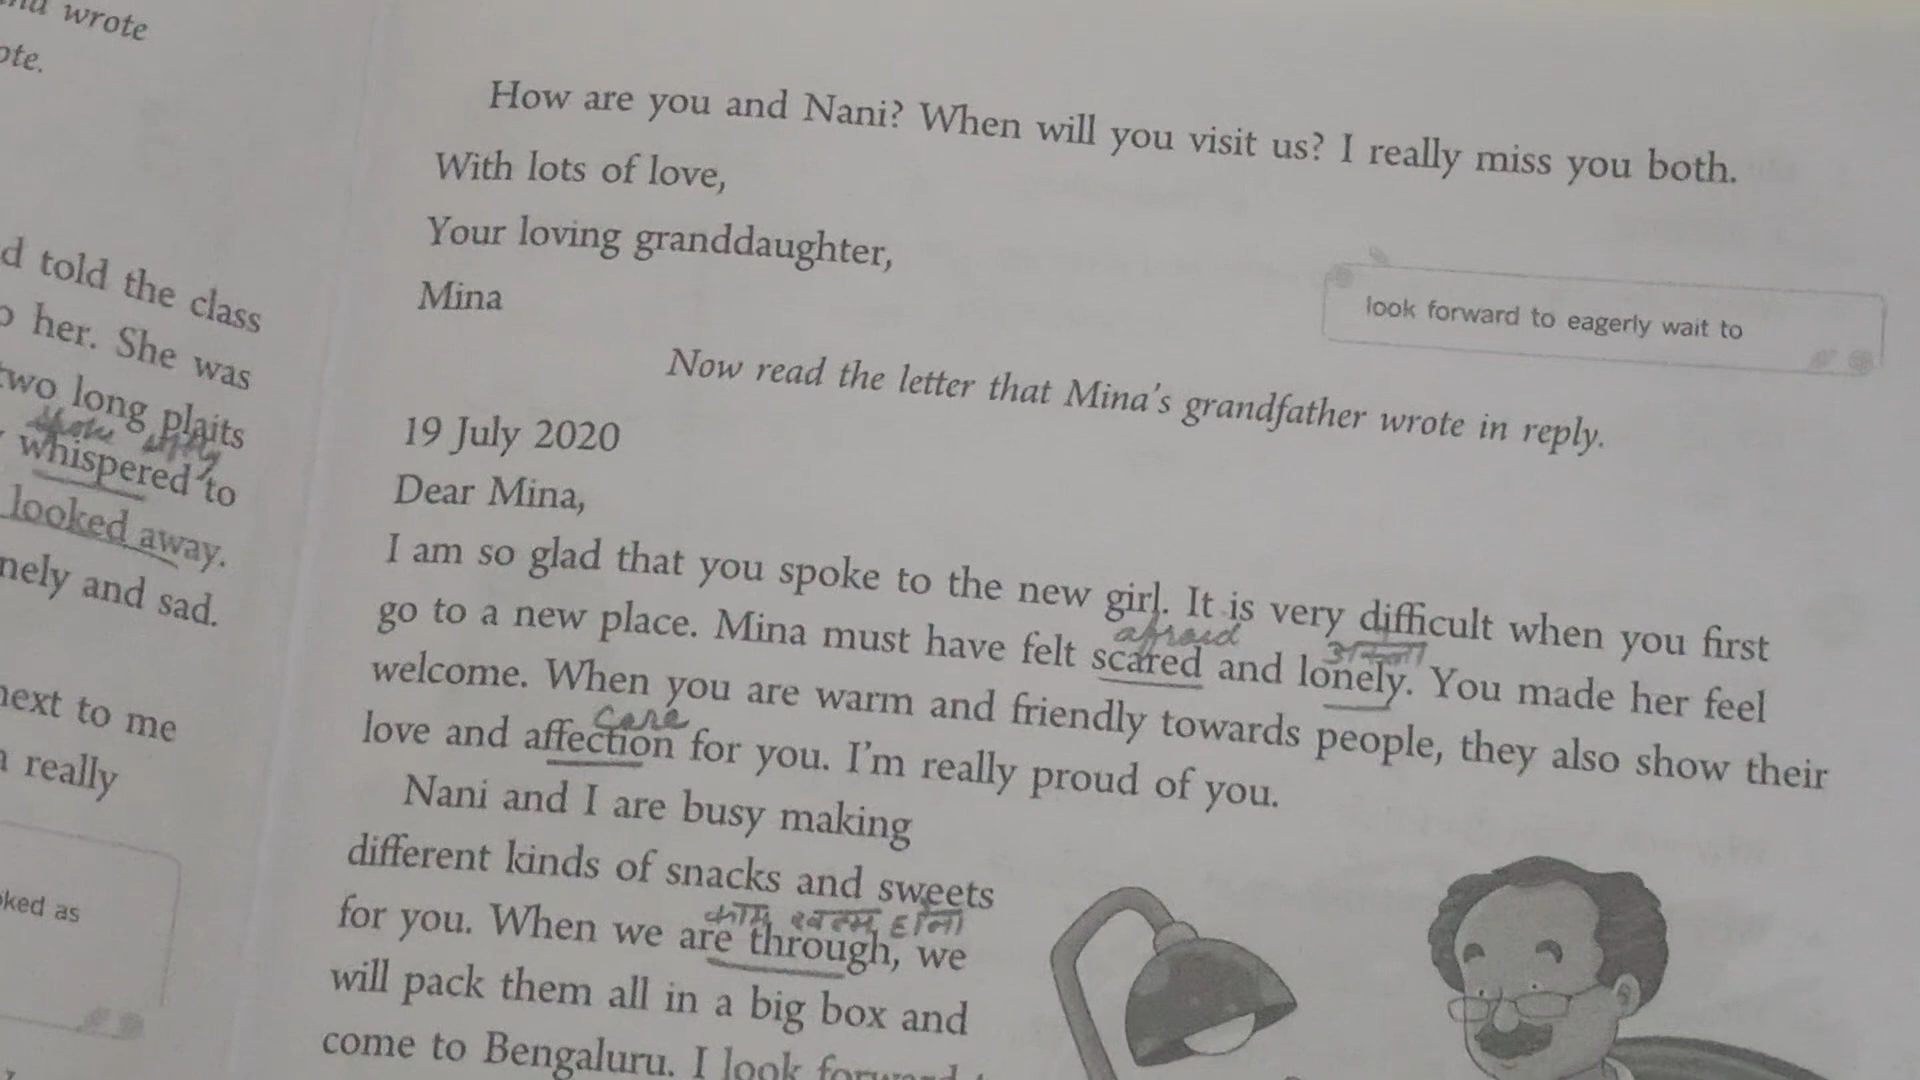 nd wrote
ote.
d told the class
o her. She was
two long plaits
whispered to
looked away.
nely and sad.
next to me
really
ked as
How are you and Nani? When will you visit us? I really miss you both.
With lots of love,
Your loving granddaughter,
Mina
look forward to eagerly wait to
Now read the letter that Mina's grandfather wrote in reply.
19 July 2020
Dear Mina,
I am so glad that you spoke to the new girl. It is very difficult when you first
afraid
go to a new place. Mina must have felt scared and lonely. You made her feel
welcome. When you are warm and friendly towards people, they also show their
care
love and affection for you. I'm really proud of you.
Nani and I are busy making
different kinds of snacks and sweets
काम खत्म होना
for you. When we are through, we
will pack them all in a big box and
come to Bengaluru. I look forward